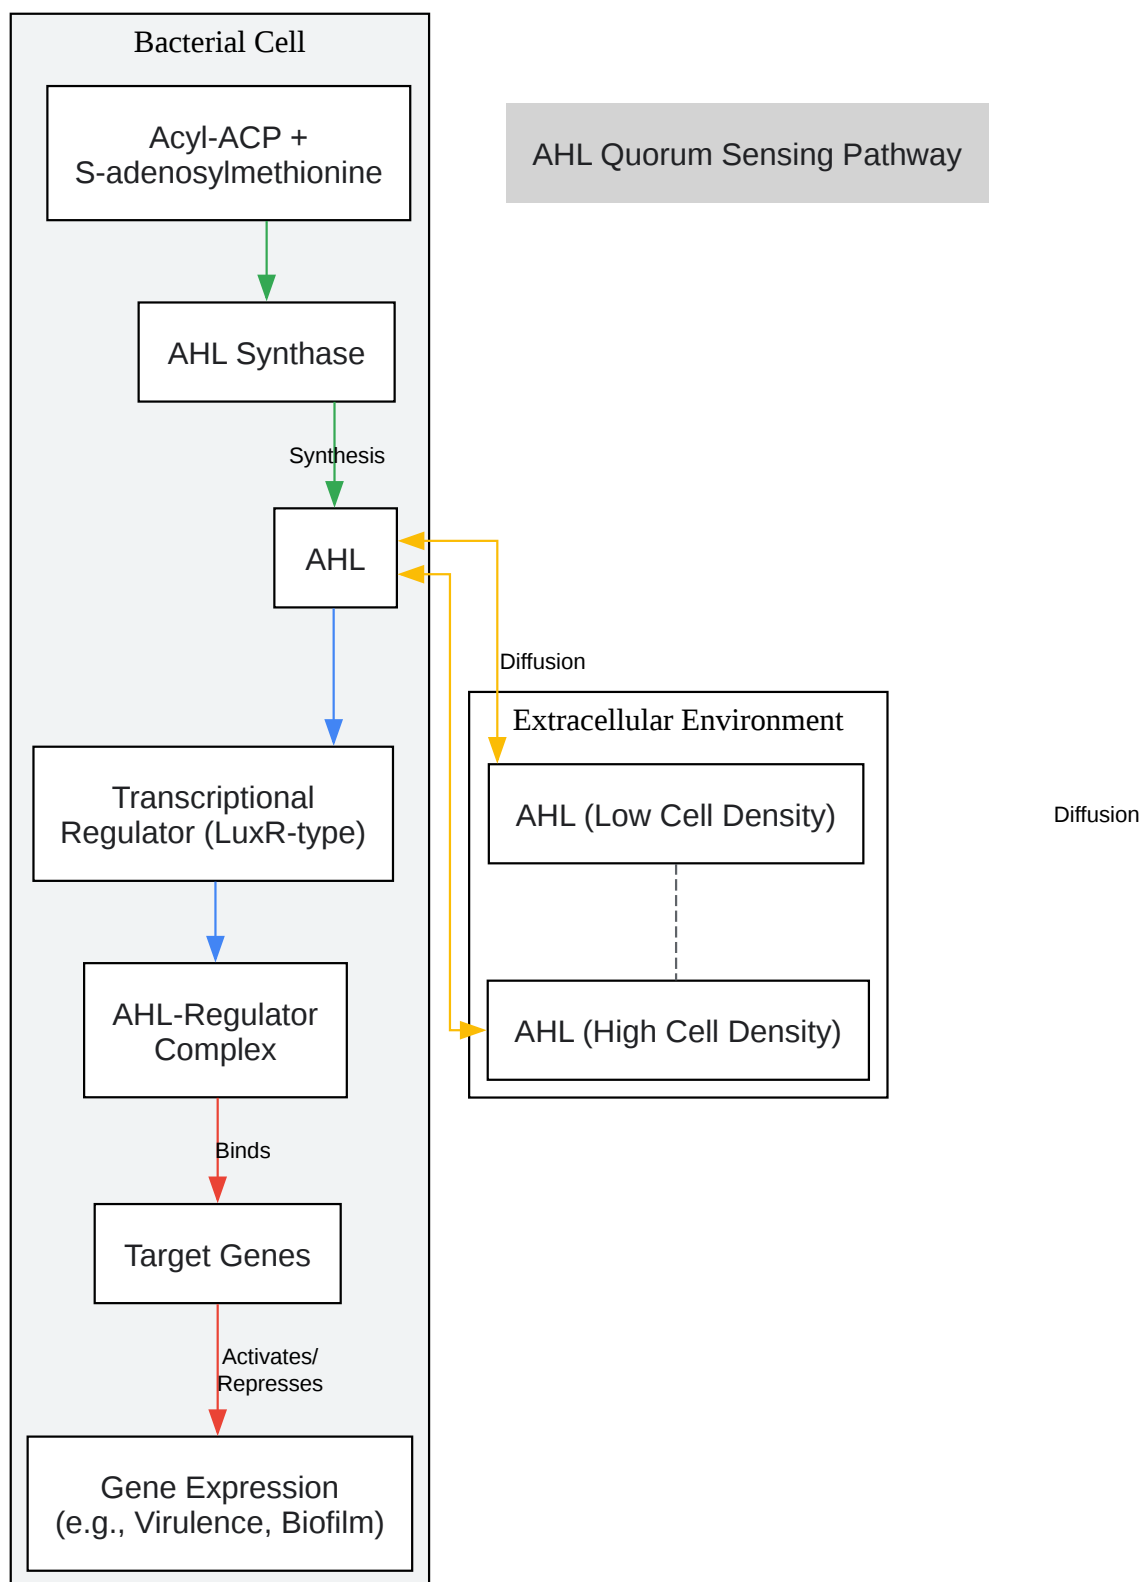 Bacterial Cell
Acyl-ACP +
S-adenosylmethionine
AHL Quorum Sensing Pathway
AHL Synthase
Synthesis
AHL
Diffusion
Extracellular Environment
Transcriptional
Regulator (LuxR-type)
AHL (Low Cell Density)
Diffusion
AHL-Regulator
Complex
AHL (High Cell Density)
Binds
Target Genes
Activates/
Represses
Gene Expression
(e.g., Virulence, Biofilm)